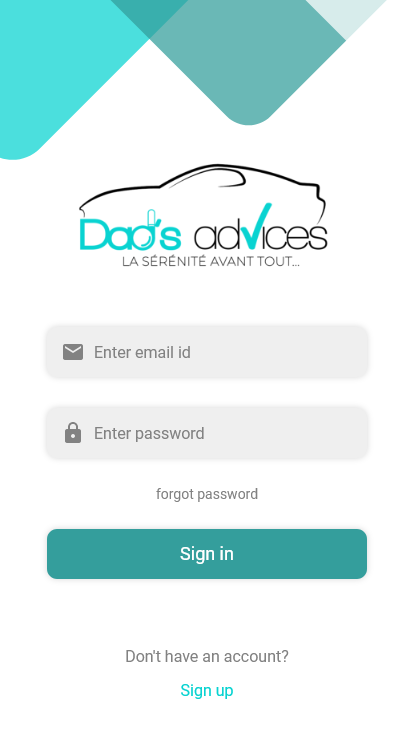 Dad's advices
LA SÉRÉNITÉ AVANT TOUT...
Enter email id
Enter password
forgot password
Sign in
Don't have an account?
Sign up